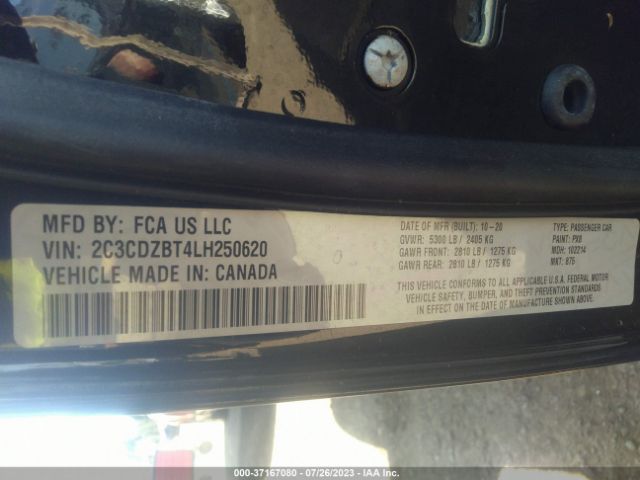 MFD BY: FCA US LLC
VIN: 2C3CDZBT4LH250620
VEHICLE MADE IN: CANADA
DATE OF MFR (BUILT): 10-20
GVWR: 5300 LB / 2405 KG
GAWR FRONT: 2810 LB / 1275 KG
GAWR REAR: 2810 LB / 1275 KG
TYPE: PASSENGER CAR
PAINT: PX8
MDH: 102214
MKT: 875
THIS VEHICLE CONFORMS TO ALL APPLICABLE U.S.A. FEDERAL MOTOR
VEHICLE SAFETY, BUMPER, AND THEFT PREVENTION STANDARDS
IN EFFECT ON THE DATE OF MANUFACTURE SHOWN ABOVE.
000-37167080 / 07/26/2023 - IAA Inc.